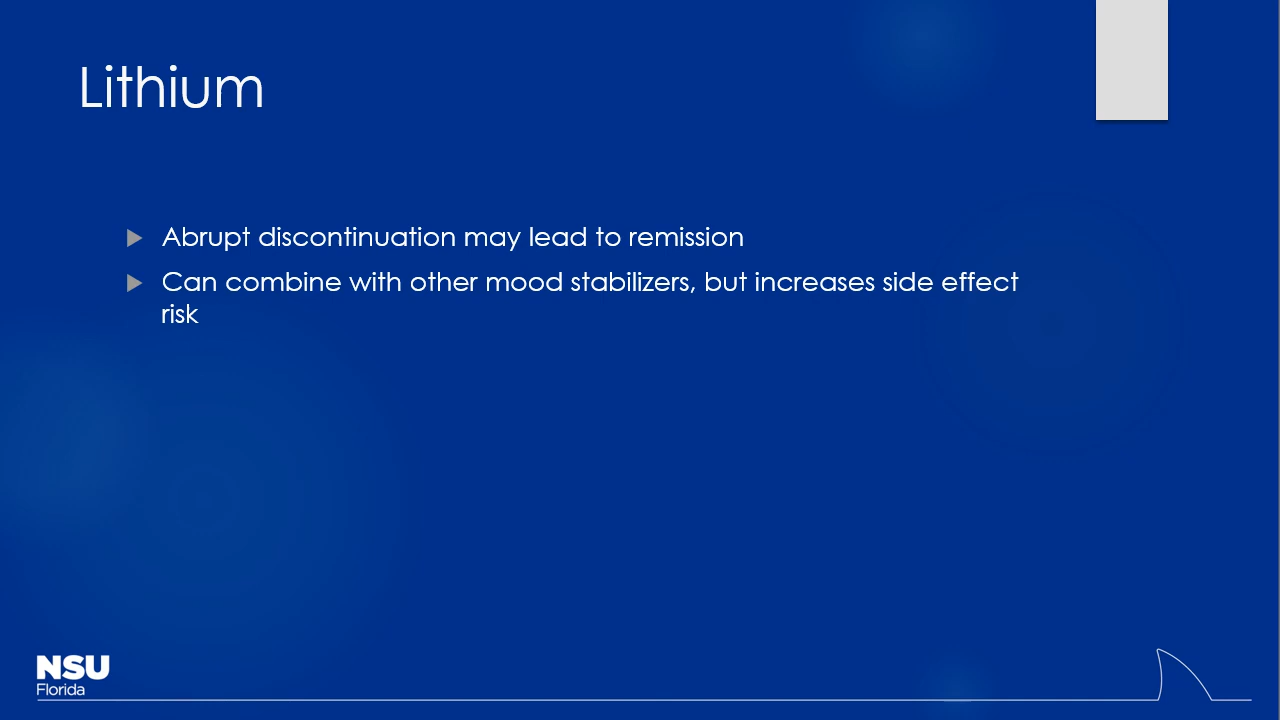 Lithium
Abrupt discontinuation may lead to remission
Can combine with other mood stabilizers, but increases side effect
risk
NSU
Florida